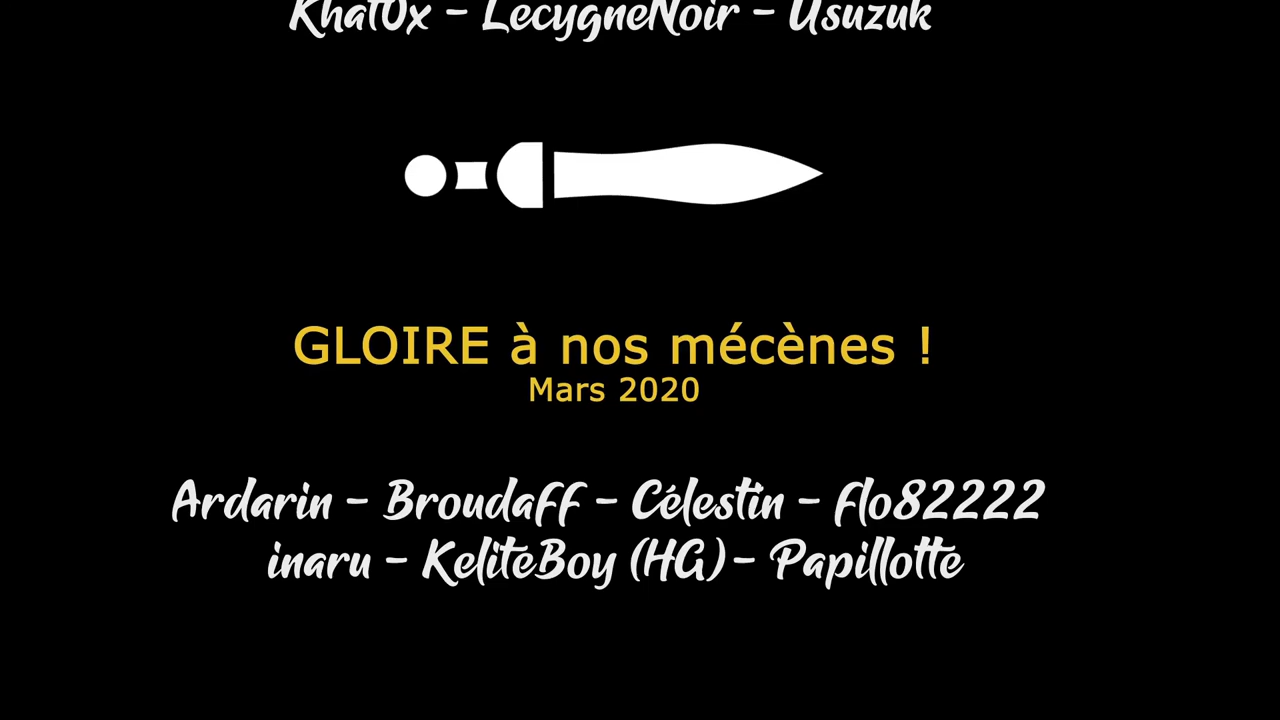 Khat0x - LecygneNoir - Usuzuk
GLOIRE à nos mécènes !
Mars 2020
Ardarin - Broudaff - Célestin - flo82222
inaru - KeliteBoy (HG) - Papillotte